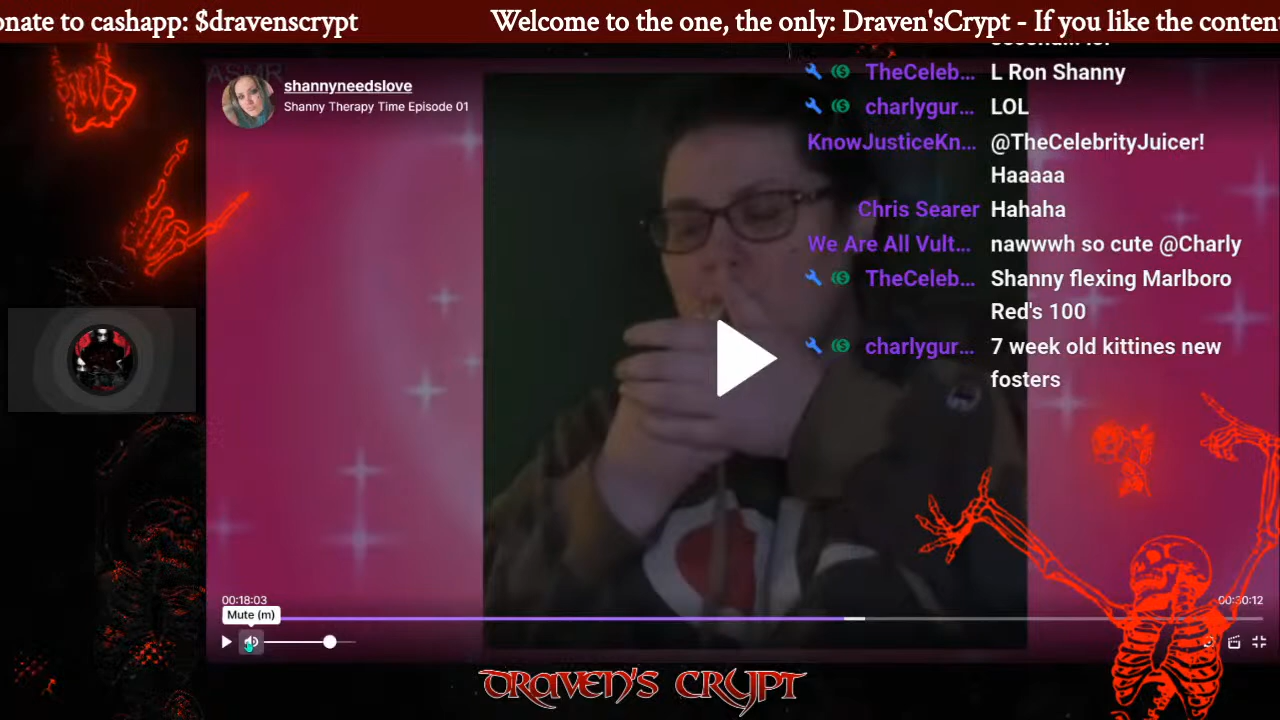 onate to cashapp: $dravenscrypt
Welcome to the one, the only: Draven'sCrypt - If you like the conten
ASMR
shannyneedslove
Shanny Therapy Time Episode 01
TheCeleb… L Ron Shanny
charlygur… LOL
KnowJusticeKn… @TheCelebrityJuicer!
Haaaaa
Chris Searer Hahaha
We Are All Vult… nawwwh so cute @Charly
TheCeleb… Shanny flexing Marlboro
Red's 100
charlygur… 7 week old kittines new
fosters
00:18:03
00:30:12
Mute (m)
DRAVEN'S CRYPT